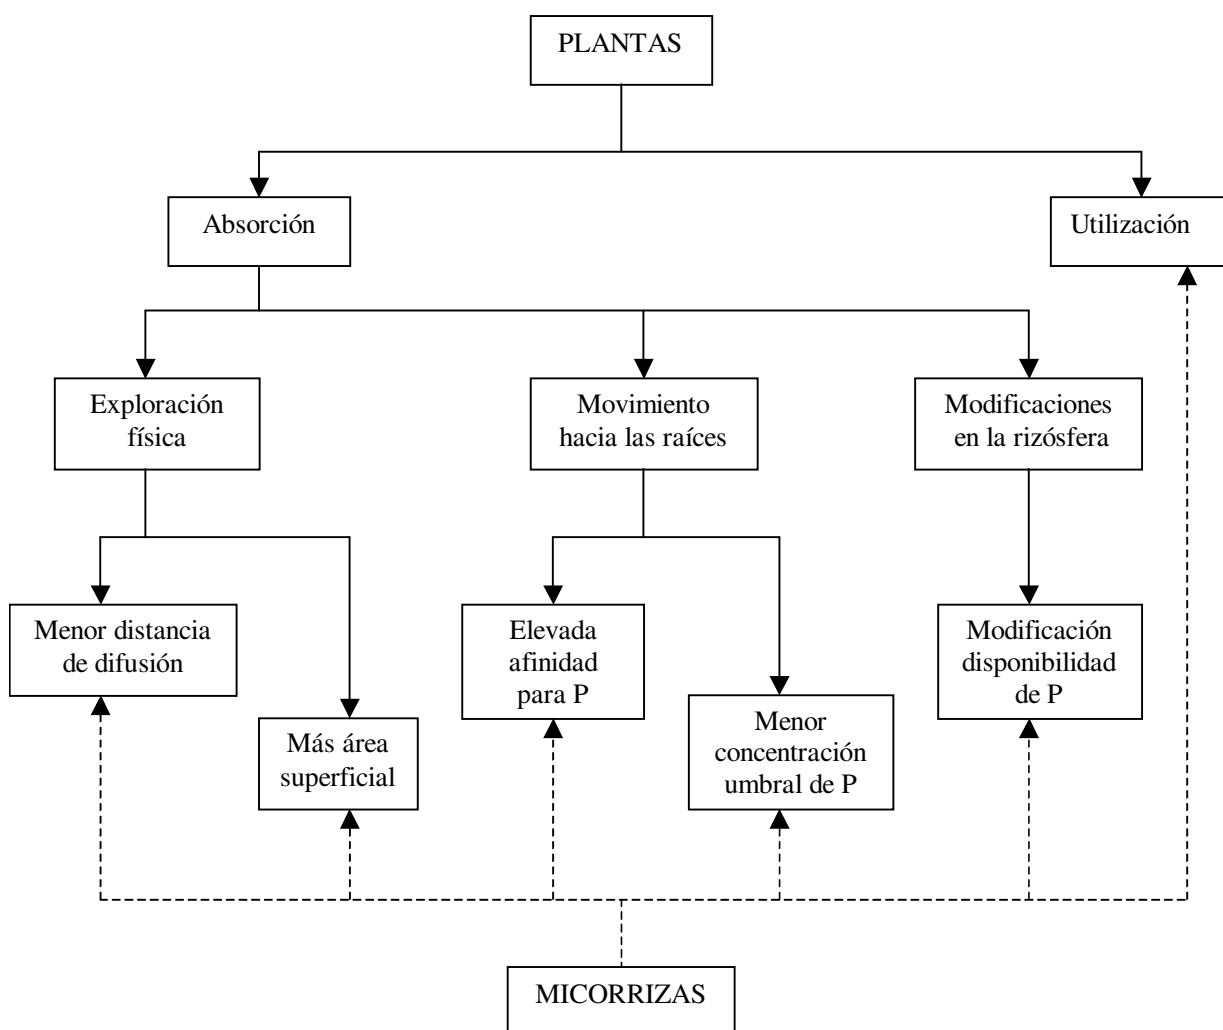 PLANTAS
Absorción
Utilización
Exploración
física
Movimiento
hacia las raíces
Modificaciones
en la rizósfera
Menor distancia
de difusión
Más área
superficial
Elevada
afinidad
para P
Menor
concentración
umbral de P
Modificación
disponibilidad
de P
MICORRIZAS